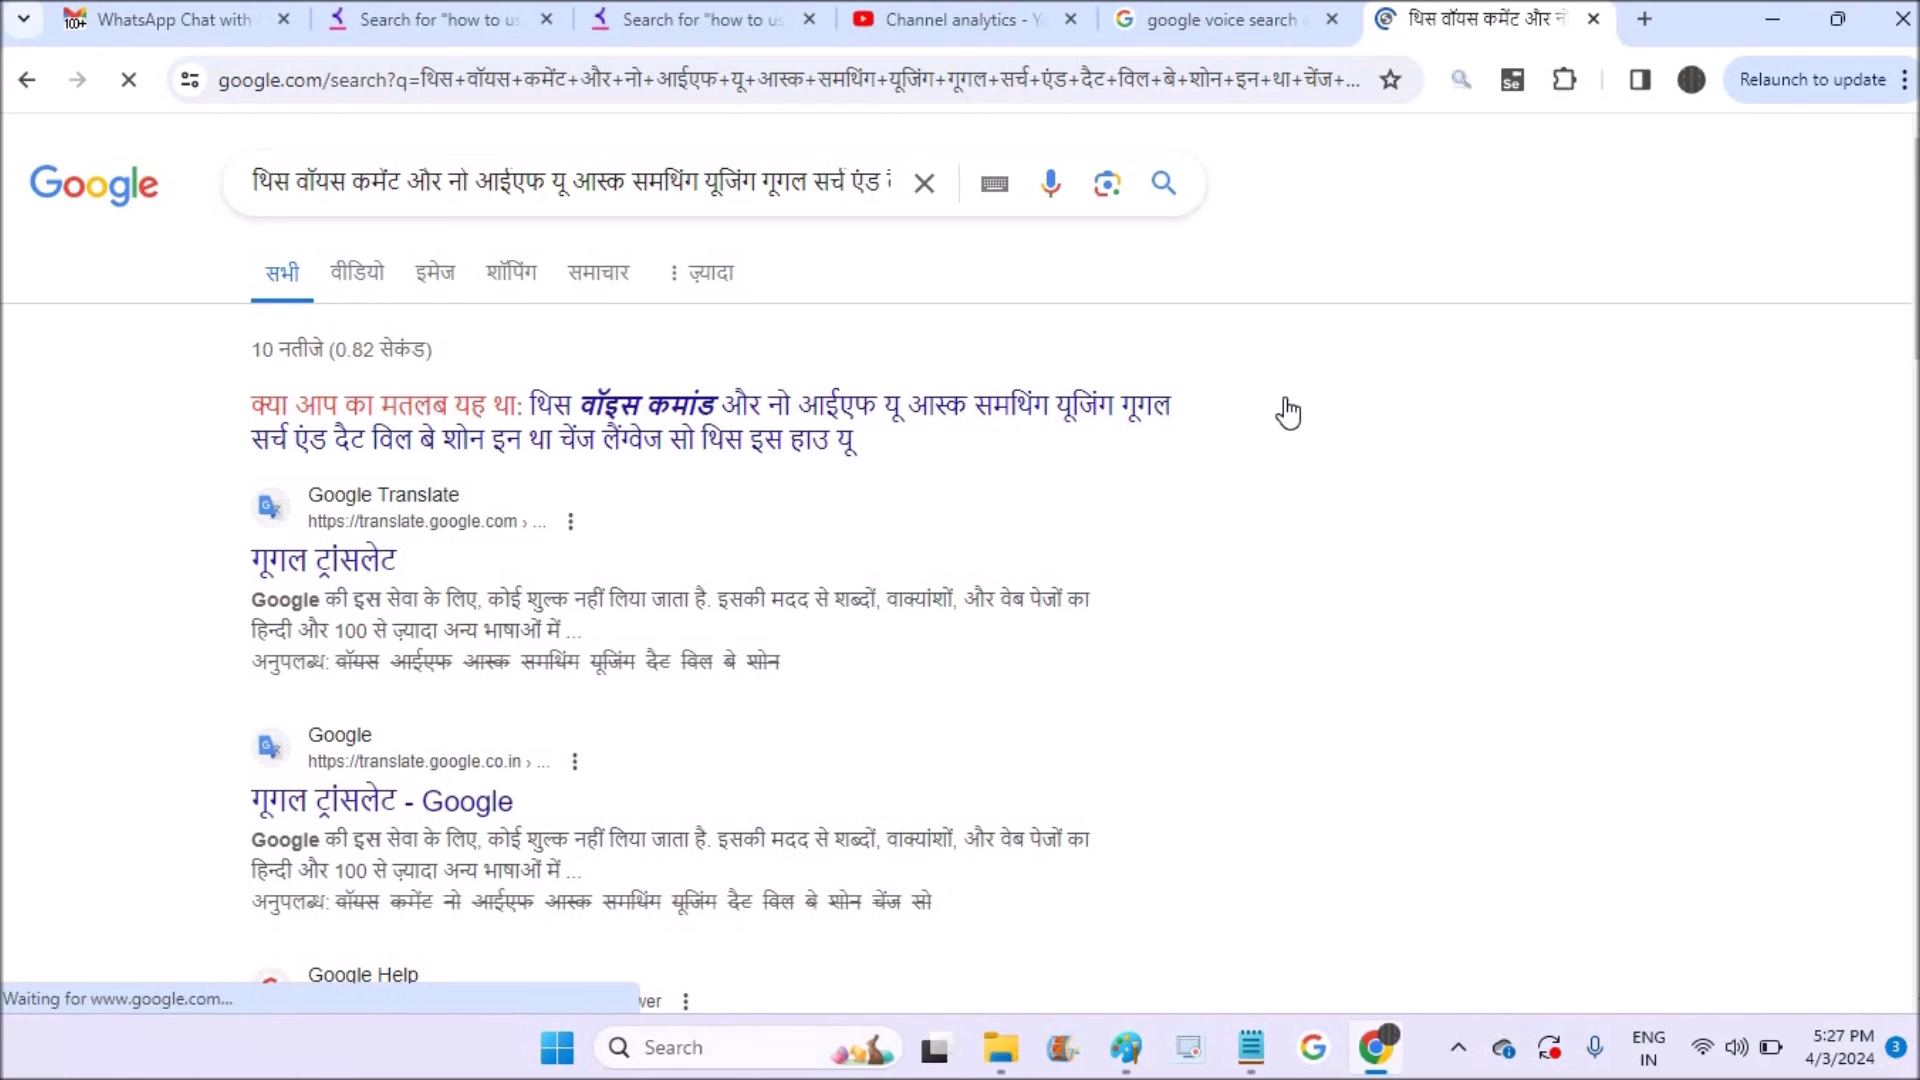 WhatsApp Chat with
Search for "how to us
Search for "how to us
Channel analytics - Y
google voice search
थिस वॉयस कमेंट और न
google.com/search?q=थिस+वॉयस+कमेंट+और+नो+आईएफ+यू+आस्क+समथिंग+यूजिंग+गूगल+सर्च+एंड+दैट+विल+बे+शोन+इन+था+चेंज+...
Relaunch to update
Google
थिस वॉयस कमेंट और नो आईएफ यू आस्क समथिंग यूजिंग गूगल सर्च एंड
सभी वीडियो इमेज शॉपिंग समाचार ज़्यादा
10 नतीजे (0.82 सेकंड)
क्या आप का मतलब यह था: थिस वॉइस कमांड और नो आईएफ यू आस्क समथिंग यूजिंग गूगल
सर्च एंड दैट विल बे शोन इन था चेंज लैंग्वेज सो थिस इस हाउ यू
Google Translate
https://translate.google.com › ...
गूगल ट्रांसलेट
Google की इस सेवा के लिए, कोई शुल्क नहीं लिया जाता है. इसकी मदद से शब्दों, वाक्यांशों, और वेब पेजों का
हिन्दी और 100 से ज़्यादा अन्य भाषाओं में ...
अनुपलब्ध: वॉयस आईएफ आस्क समथिंग यूजिंग दैट विल बे शोन
Google
https://translate.google.co.in › ...
गूगल ट्रांसलेट - Google
Google की इस सेवा के लिए, कोई शुल्क नहीं लिया जाता है. इसकी मदद से शब्दों, वाक्यांशों, और वेब पेजों का
हिन्दी और 100 से ज़्यादा अन्य भाषाओं में ...
अनुपलब्ध: वॉयस कमेंट नो आईएफ आस्क समथिंग यूजिंग दैट विल बे शोन चेंज सो
Google Help
Waiting for www.google.com...
wer
Search
ENG
IN
5:27 PM
4/3/2024
3